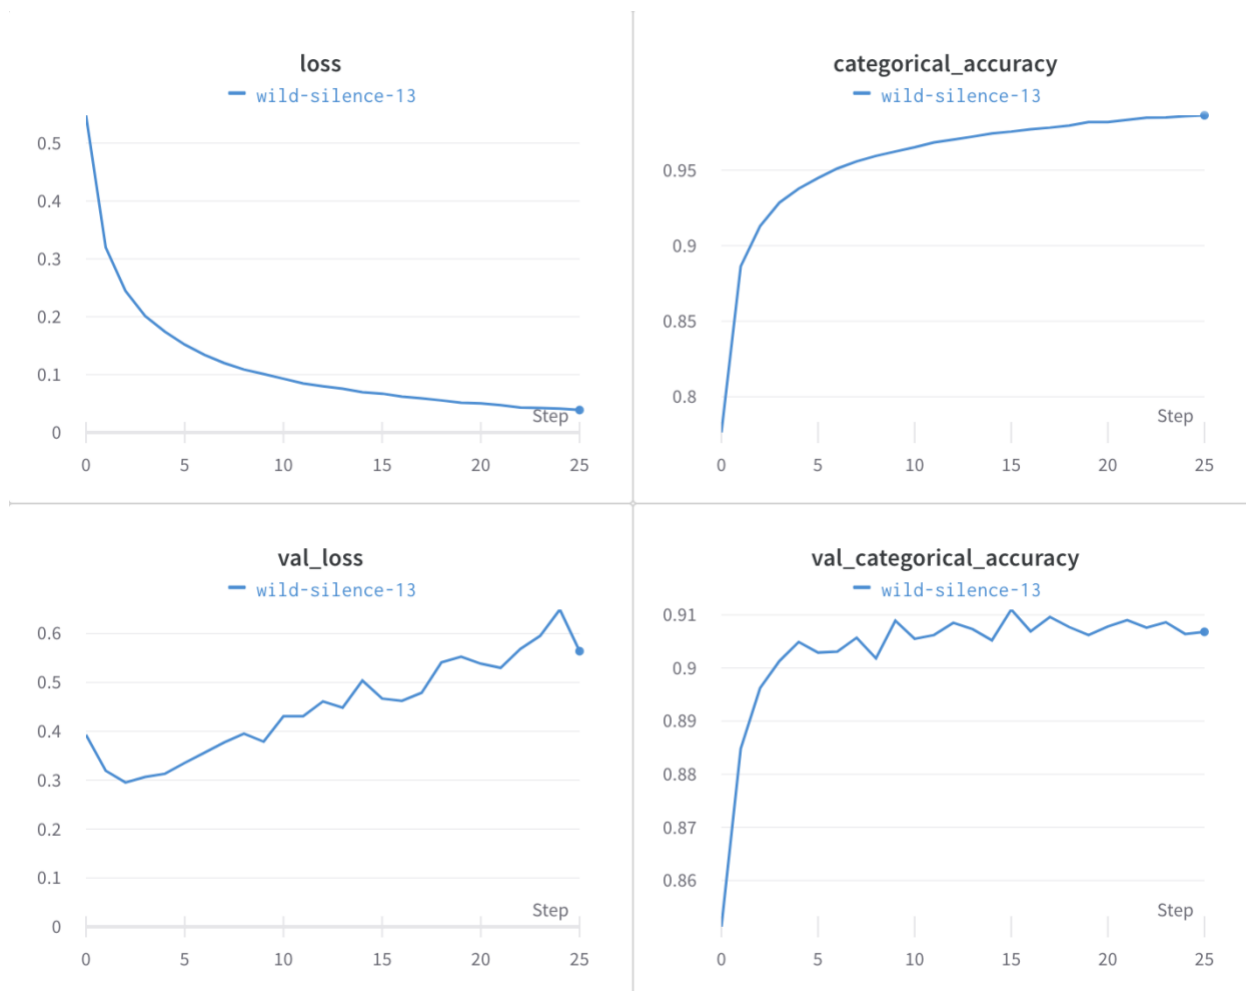 loss
wild-silence-13
0.5
0.4
0.3
0.2
0.1
0
Step
0 5 10 15 20 25
categorical_accuracy
wild-silence-13
0.95
0.9
0.85
0.8
Step
0 5 10 15 20 25
val_loss
wild-silence-13
0.6
0.5
0.4
0.3
0.2
0.1
0
Step
0 5 10 15 20 25
val_categorical_accuracy
wild-silence-13
0.91
0.9
0.89
0.88
0.87
0.86
Step
0 5 10 15 20 25